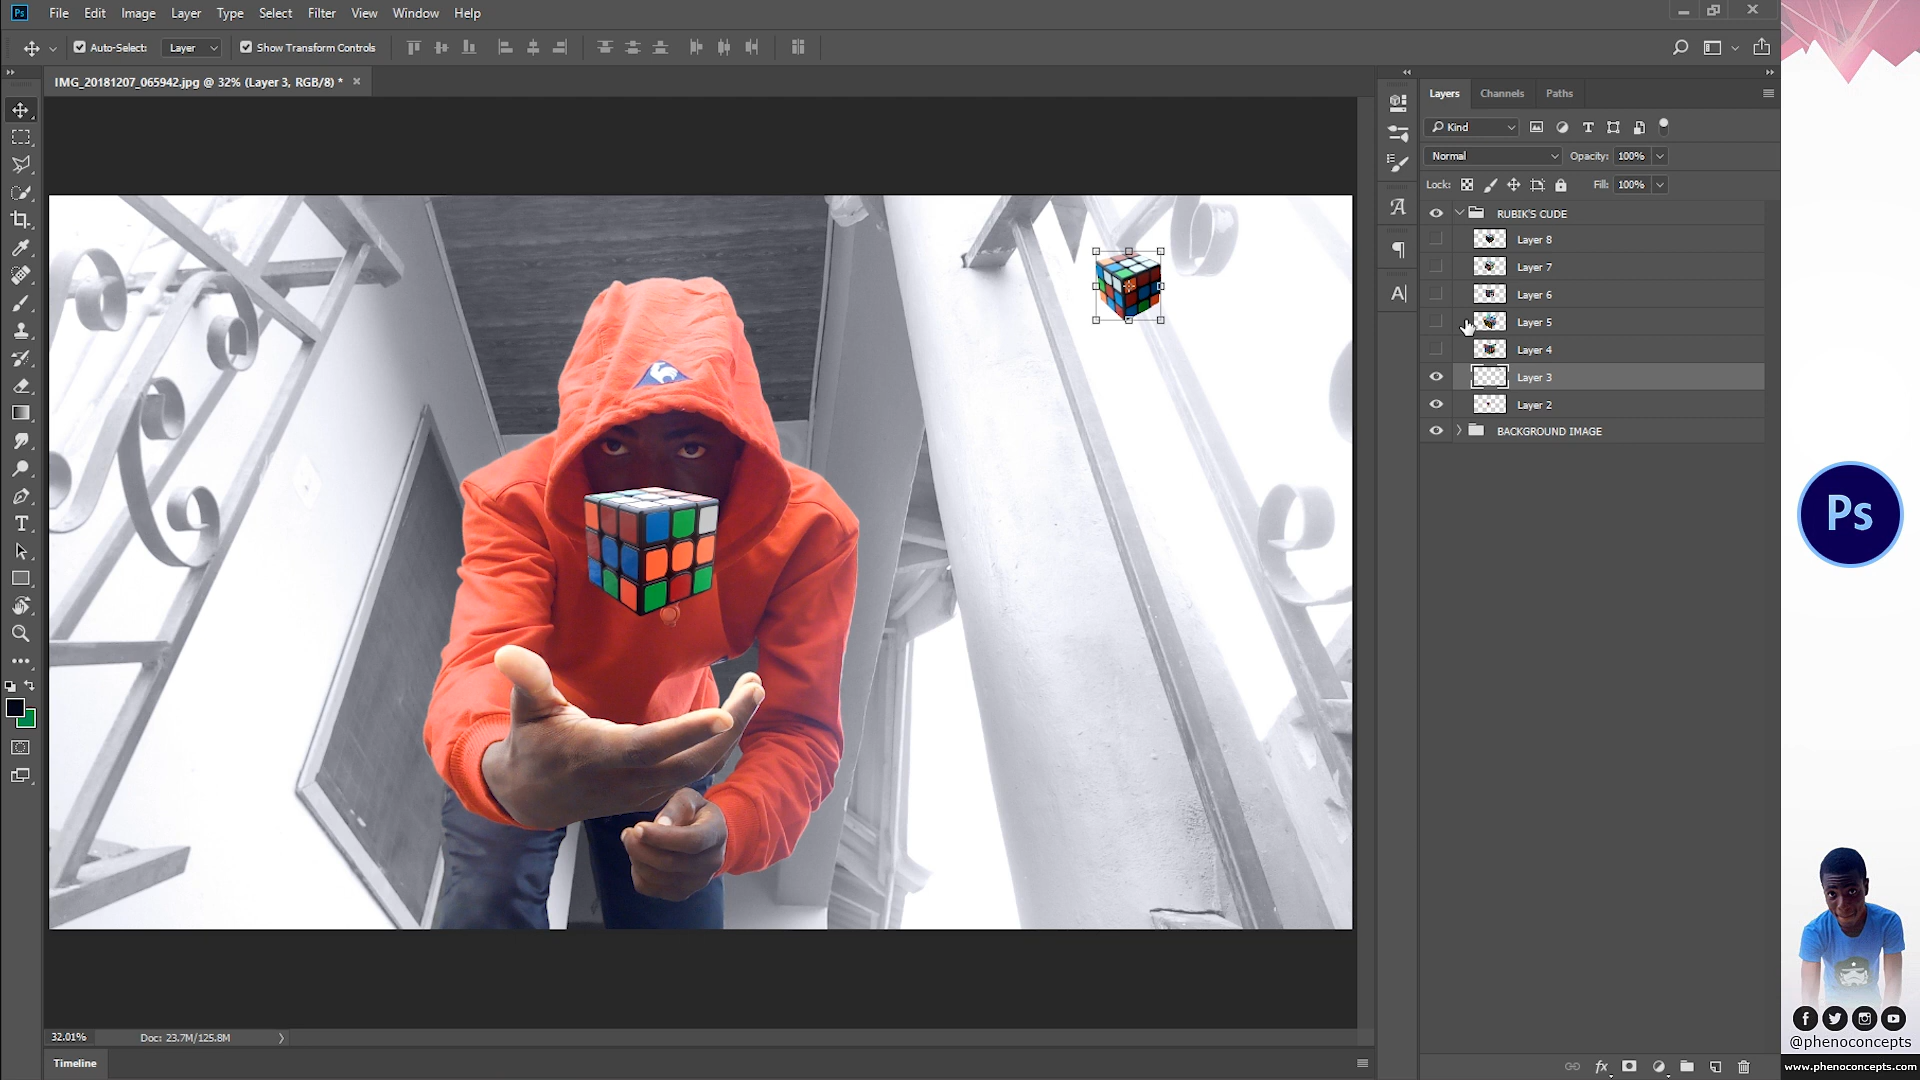 Ps File Edit Image Layer Type Select Filter View Window Help
Auto-Select: Layer Show Transform Controls
IMG_20181207_065942.jpg @ 32% (Layer 3, RGB/8) *
Layers Channels Paths
Kind
Normal Opacity: 100%
Lock: Fill: 100%
RUBIK'S CUDE
Layer 8
Layer 7
Layer 6
Layer 5
Layer 4
Layer 3
Layer 2
BACKGROUND IMAGE
Ps
32.01% Doc: 23.7M/125.8M
Timeline
fx
@phenoconcepts
www.phenoconcepts.com